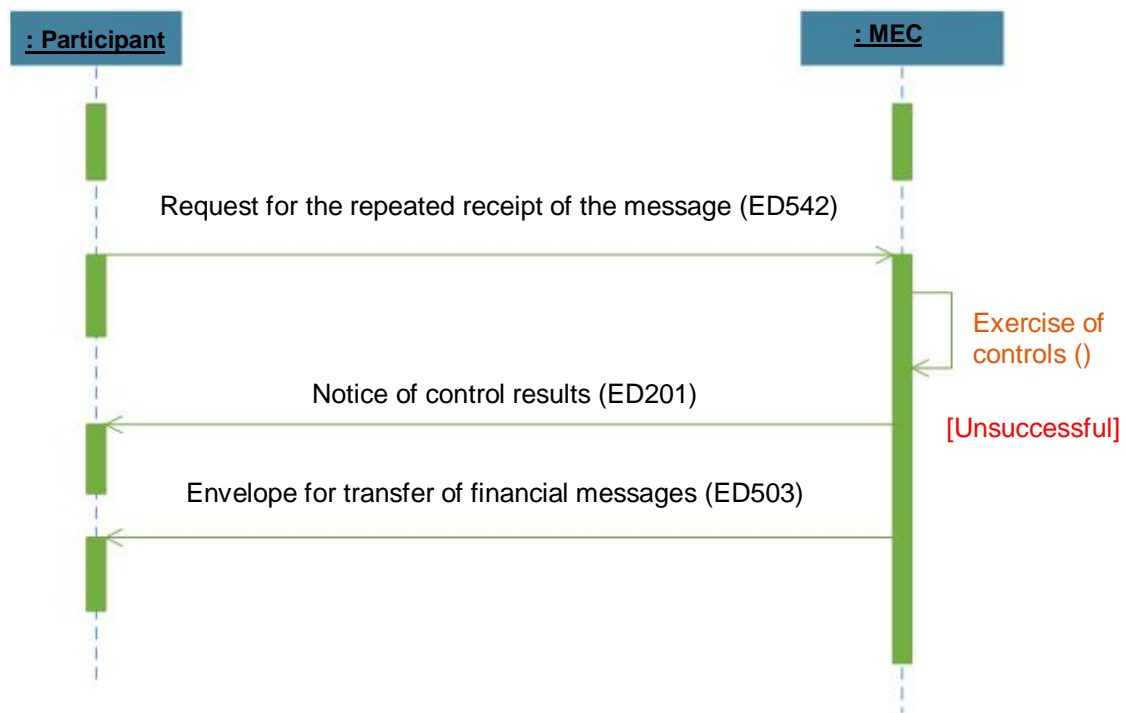 : Participant
: MEC
Request for the repeated receipt of the message (ED542)
Exercise of
controls ()
Notice of control results (ED201)
[Unsuccessful]
Envelope for transfer of financial messages (ED503)